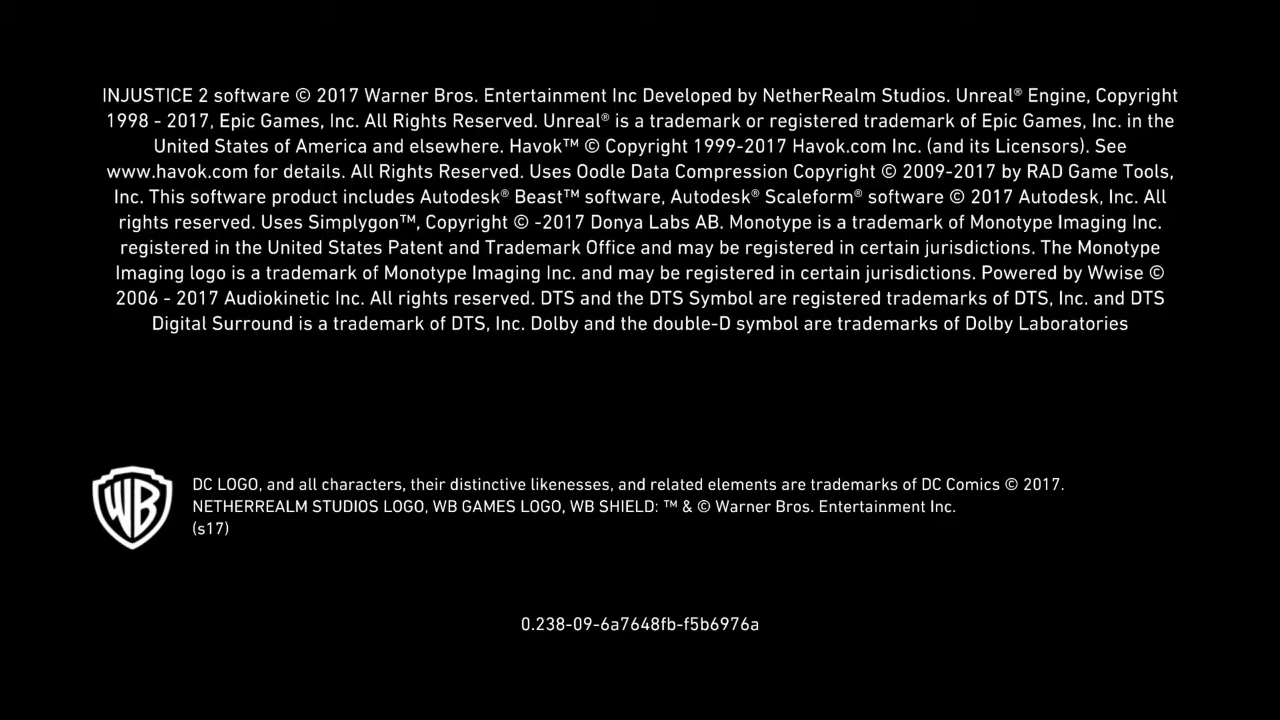 INJUSTICE 2 software © 2017 Warner Bros. Entertainment Inc Developed by NetherRealm Studios. Unreal® Engine, Copyright
1998 - 2017, Epic Games, Inc. All Rights Reserved. Unreal® is a trademark or registered trademark of Epic Games, Inc. in the
United States of America and elsewhere. Havok™ © Copyright 1999-2017 Havok.com Inc. (and its Licensors). See
www.havok.com for details. All Rights Reserved. Uses Oodle Data Compression Copyright © 2009-2017 by RAD Game Tools,
Inc. This software product includes Autodesk® Beast™ software, Autodesk® Scaleform® software © 2017 Autodesk, Inc. All
rights reserved. Uses Simplygon™, Copyright © -2017 Donya Labs AB. Monotype is a trademark of Monotype Imaging Inc.
registered in the United States Patent and Trademark Office and may be registered in certain jurisdictions. The Monotype
Imaging logo is a trademark of Monotype Imaging Inc. and may be registered in certain jurisdictions. Powered by Wwise ©
2006 - 2017 Audiokinetic Inc. All rights reserved. DTS and the DTS Symbol are registered trademarks of DTS, Inc. and DTS
Digital Surround is a trademark of DTS, Inc. Dolby and the double-D symbol are trademarks of Dolby Laboratories
WB
DC LOGO, and all characters, their distinctive likenesses, and related elements are trademarks of DC Comics © 2017.
NETHERREALM STUDIOS LOGO, WB GAMES LOGO, WB SHIELD: ™ & © Warner Bros. Entertainment Inc.
(s17)
0.238-09-6a7648fb-f5b6976a